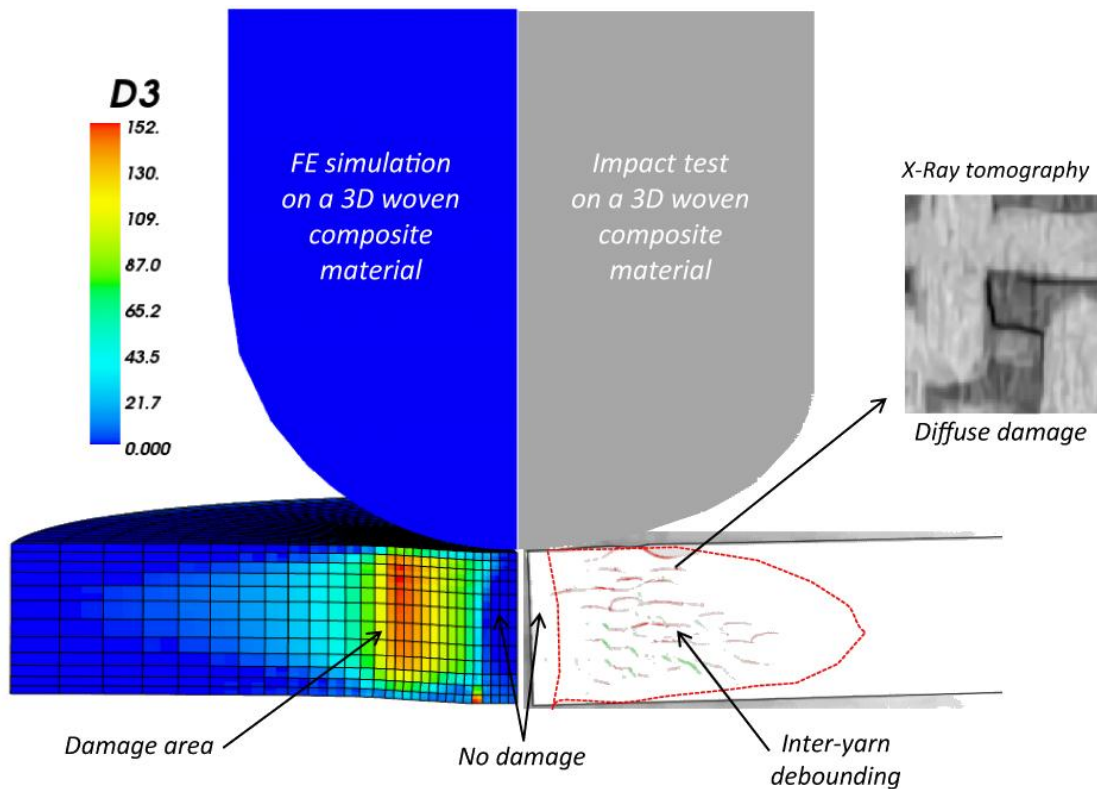 D3
152.
130.
109.
87.0
65.2
43.5
21.7
0.000
FE simulation
on a 3D woven
composite
material
Impact test
on a 3D woven
composite
material
X-Ray tomography
Diffuse damage
Damage area
No damage
Inter-yarn
debounding